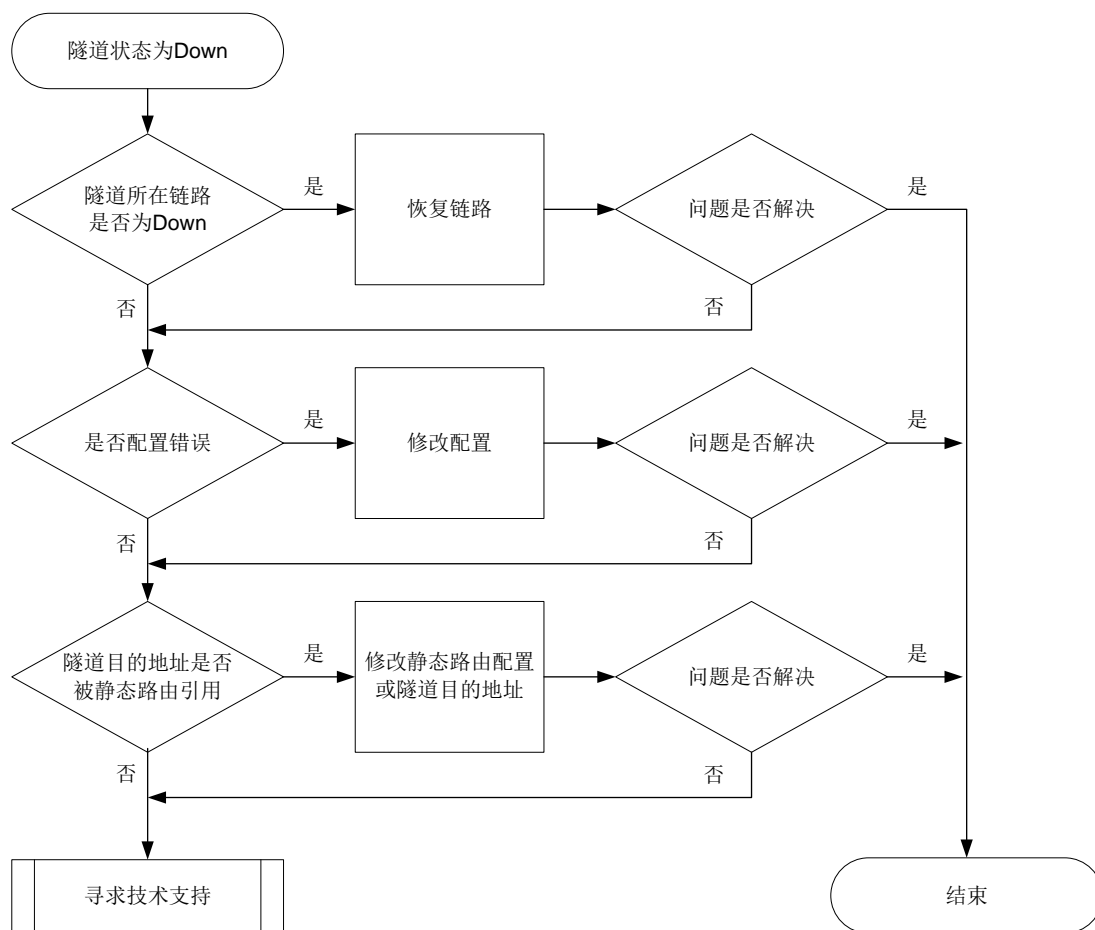 隧道状态为Down
隧道所在链路
是否为Down
是
恢复链路
问题是否解决
是
否
否
是否配置错误
是
修改配置
问题是否解决
是
否
否
隧道目的地址是否
被静态路由引用
是
修改静态路由配置
或隧道目的地址
问题是否解决
是
否
否
寻求技术支持
结束